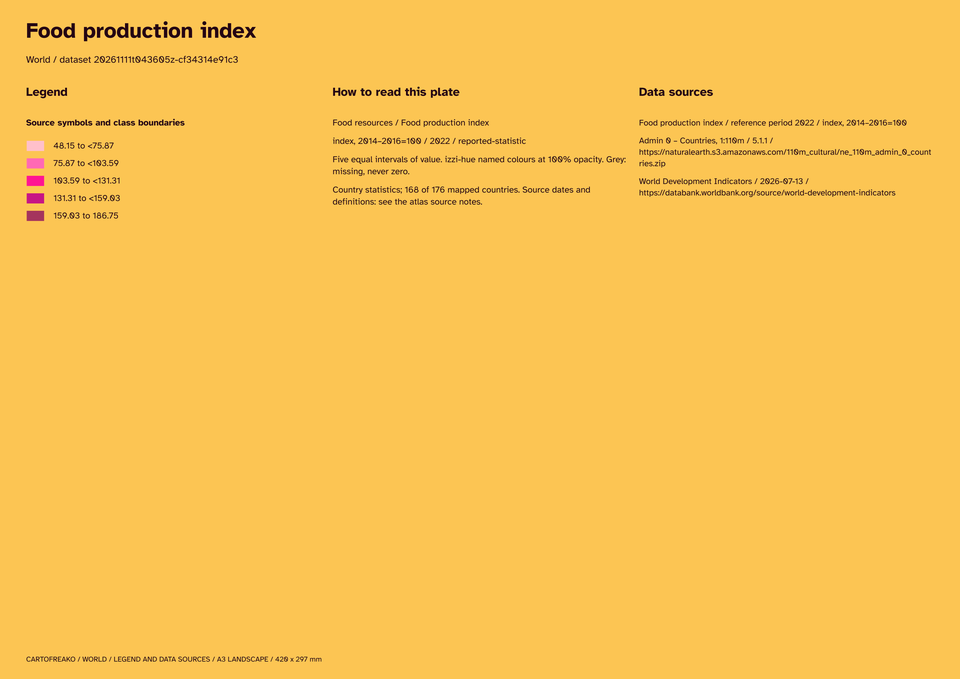 Food production index
World / dataset 20261111t043605z-cf34314e91c3
Legend
Source symbols and class boundaries
48.15 to <75.87
75.87 to <103.59
103.59 to <131.31
131.31 to <159.03
159.03 to 186.75
How to read this plate
Food resources / Food production index
index, 2014–2016=100 / 2022 / reported-statistic
Five equal intervals of value. izzi-hue named colours at 100% opacity. Grey:
missing, never zero.
Country statistics; 168 of 176 mapped countries. Source dates and
definitions: see the atlas source notes.
Data sources
Food production index / reference period 2022 / index, 2014–2016=100
Admin 0 – Countries, 1:110m / 5.1.1 /
https://naturalearth.s3.amazonaws.com/110m_cultural/ne_110m_admin_0_count
ries.zip
World Development Indicators / 2026-07-13 /
https://databank.worldbank.org/source/world-development-indicators
CARTOFREAKO / WORLD / LEGEND AND DATA SOURCES / A3 LANDSCAPE / 420 x 297 mm